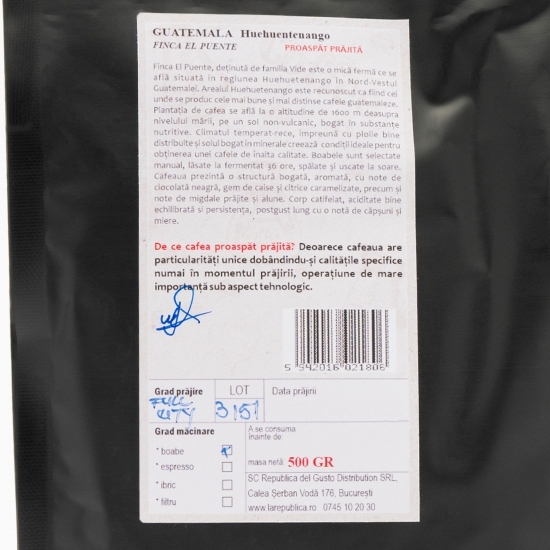 GUATEMALA Huehuentenango
FINCA EL PUENTE PROASPĂT PRĂJITĂ
Finca El Puente, deținută de familia Vide este o mică fermă ce se
află situată în regiunea Huehuetenango în Nord-Vestul
Guatemalei. Arealul Huehuetenango este recunoscut ca fiind cel
unde se produc cele mai bune și mai distinse cafele guatemaleze.
Plantația de cafea se află la o altitudine de 1600 m deasupra
nivelului mării, pe un sol non-vulcanic, bogat în substanțe
nutritive. Climatul temperat-rece, împreună cu ploile bine
distribuite și solul bogat in minerale creează condiții ideale pentru
obținerea unei cafele de înalta calitate. Boabele sunt selectate
manual, lăsate la fermentat 36 ore, spălate și uscate la soare.
Cafeaua prezintă o structură bogată, aromată, cu note de
ciocolată neagră, gem de caise și citrice caramelizate, precum și
note de migdale prăjite și alune. Corp catifelat, aciditate bine
echilibrată si persistența, postgust lung cu o notă de căpșuni și
miere.
De ce cafea proaspăt prăjită? Deoarece cafeaua are
particularități unice dobândindu-și calitățile specifice
numai în momentul prăjirii, operațiune de mare
importanță sub aspect tehnologic.
5 942016 021806
Grad prăjire LOT Data prăjirii
FULL CITY 3151
Grad măcinare
* boabe
* espresso
* ibric
* filtru
A se consuma
înainte de:
masa netă: 500 GR
SC Republica del Gusto Distribution SRL,
Calea Șerban Vodă 176, București
www.larepublica.ro 0745 10 20 30